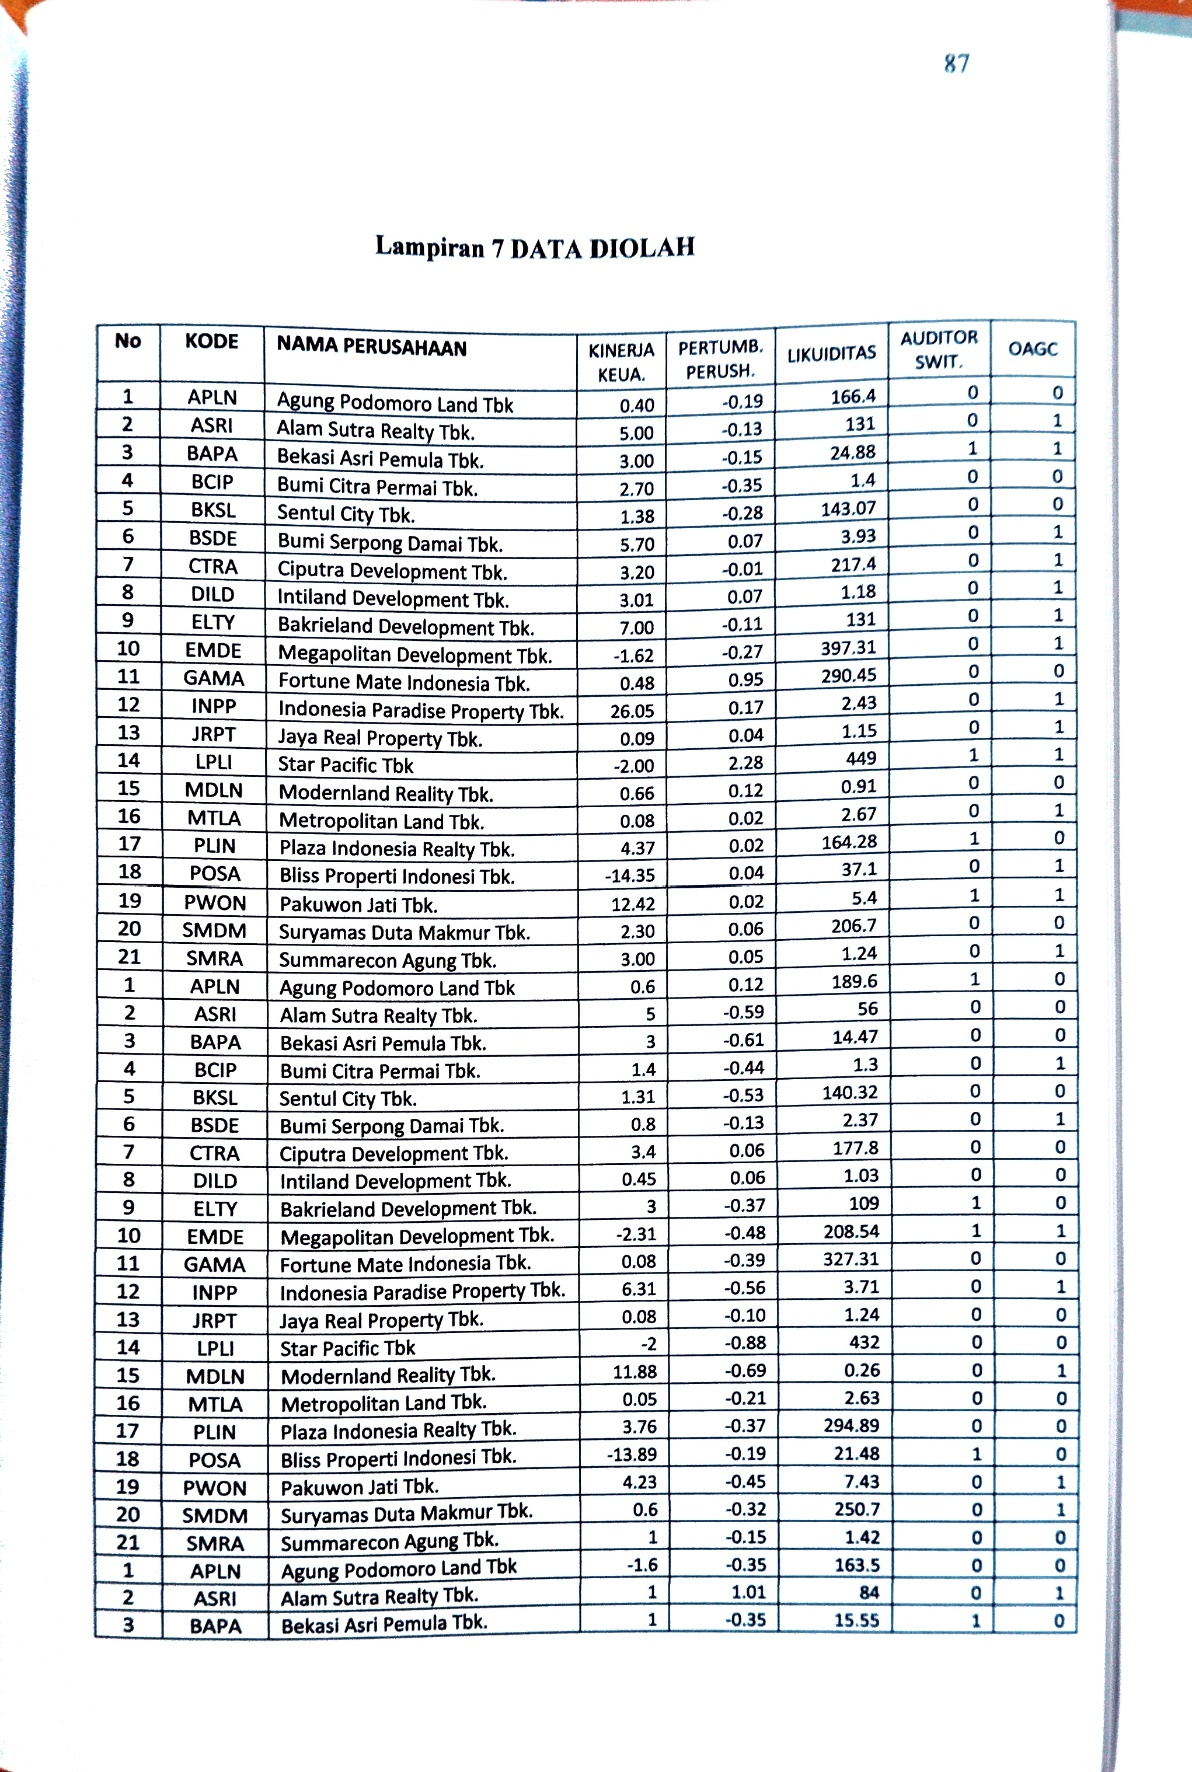 87
Lampiran 7 DATA DIOLAH
No KODE NAMA PERUSAHAAN KINERJA KEUA. PERTUMB. PERUSH. LIKUIDITAS AUDITOR SWIT. OAGC
1 APLN Agung Podomoro Land Tbk 0.40 -0.19 166.4 0 0
2 ASRI Alam Sutra Realty Tbk. 5.00 -0.13 131 0 1
3 BAPA Bekasi Asri Pemula Tbk. 3.00 -0.15 24.88 1 1
4 BCIP Bumi Citra Permai Tbk. 2.70 -0.35 1.4 0 0
5 BKSL Sentul City Tbk. 1.38 -0.28 143.07 0 0
6 BSDE Bumi Serpong Damai Tbk. 5.70 0.07 3.93 0 1
7 CTRA Ciputra Development Tbk. 3.20 -0.01 217.4 0 1
8 DILD Intiland Development Tbk. 3.01 0.07 1.18 0 1
9 ELTY Bakrieland Development Tbk. 7.00 -0.11 131 0 1
10 EMDE Megapolitan Development Tbk. -1.62 -0.27 397.31 0 1
11 GAMA Fortune Mate Indonesia Tbk. 0.48 0.95 290.45 0 0
12 INPP Indonesia Paradise Property Tbk. 26.05 0.17 2.43 0 1
13 JRPT Jaya Real Property Tbk. 0.09 0.04 1.15 0 1
14 LPLI Star Pacific Tbk -2.00 2.28 449 1 1
15 MDLN Modernland Reality Tbk. 0.66 0.12 0.91 0 0
16 MTLA Metropolitan Land Tbk. 0.08 0.02 2.67 0 1
17 PLIN Plaza Indonesia Realty Tbk. 4.37 0.02 164.28 1 0
18 POSA Bliss Properti Indonesi Tbk. -14.35 0.04 37.1 0 1
19 PWON Pakuwon Jati Tbk. 12.42 0.02 5.4 1 1
20 SMDM Suryamas Duta Makmur Tbk. 2.30 0.06 206.7 0 0
21 SMRA Summarecon Agung Tbk. 3.00 0.05 1.24 0 1
1 APLN Agung Podomoro Land Tbk 0.6 0.12 189.6 1 0
2 ASRI Alam Sutra Realty Tbk. 5 -0.59 56 0 0
3 BAPA Bekasi Asri Pemula Tbk. 3 -0.61 14.47 0 0
4 BCIP Bumi Citra Permai Tbk. 1.4 -0.44 1.3 0 1
5 BKSL Sentul City Tbk. 1.31 -0.53 140.32 0 0
6 BSDE Bumi Serpong Damai Tbk. 0.8 -0.13 2.37 0 1
7 CTRA Ciputra Development Tbk. 3.4 0.06 177.8 0 0
8 DILD Intiland Development Tbk. 0.45 0.06 1.03 0 0
9 ELTY Bakrieland Development Tbk. 3 -0.37 109 1 0
10 EMDE Megapolitan Development Tbk. -2.31 -0.48 208.54 1 1
11 GAMA Fortune Mate Indonesia Tbk. 0.08 -0.39 327.31 0 0
12 INPP Indonesia Paradise Property Tbk. 6.31 -0.56 3.71 0 1
13 JRPT Jaya Real Property Tbk. 0.08 -0.10 1.24 0 0
14 LPLI Star Pacific Tbk -2 -0.88 432 0 0
15 MDLN Modernland Reality Tbk. 11.88 -0.69 0.26 0 1
16 MTLA Metropolitan Land Tbk. 0.05 -0.21 2.63 0 0
17 PLIN Plaza Indonesia Realty Tbk. 3.76 -0.37 294.89 0 0
18 POSA Bliss Properti Indonesi Tbk. -13.89 -0.19 21.48 1 0
19 PWON Pakuwon Jati Tbk. 4.23 -0.45 7.43 0 1
20 SMDM Suryamas Duta Makmur Tbk. 0.6 -0.32 250.7 0 1
21 SMRA Summarecon Agung Tbk. 1 -0.15 1.42 0 0
1 APLN Agung Podomoro Land Tbk -1.6 -0.35 163.5 0 0
2 ASRI Alam Sutra Realty Tbk. 1 1.01 84 0 1
3 BAPA Bekasi Asri Pemula Tbk. 1 -0.35 15.55 1 0